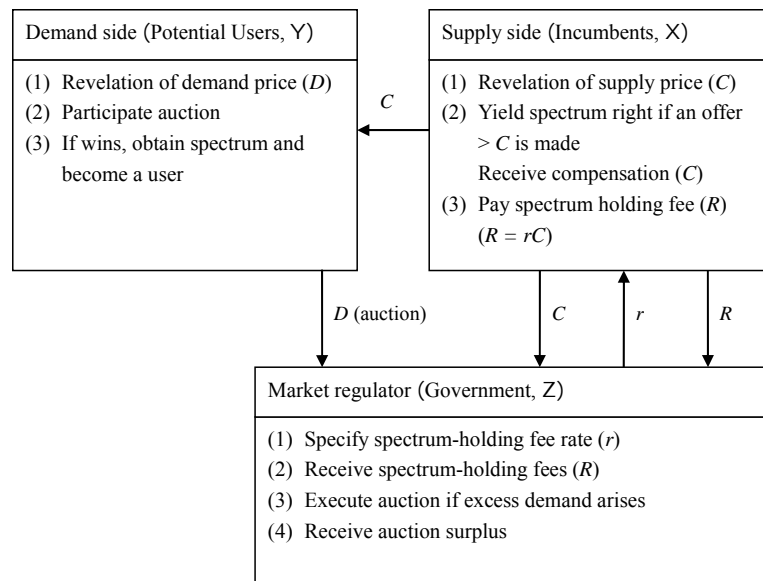 Demand side (Potential Users, Y)
(1) Revelation of demand price (D)
(2) Participate auction
(3) If wins, obtain spectrum and
become a user
C
Supply side (Incumbents, X)
(1) Revelation of supply price (C)
(2) Yield spectrum right if an offer
> C is made
Receive compensation (C)
(3) Pay spectrum holding fee (R)
(R = rC)
D (auction)
C
r
R
Market regulator (Government, Z)
(1) Specify spectrum-holding fee rate (r)
(2) Receive spectrum-holding fees (R)
(3) Execute auction if excess demand arises
(4) Receive auction surplus